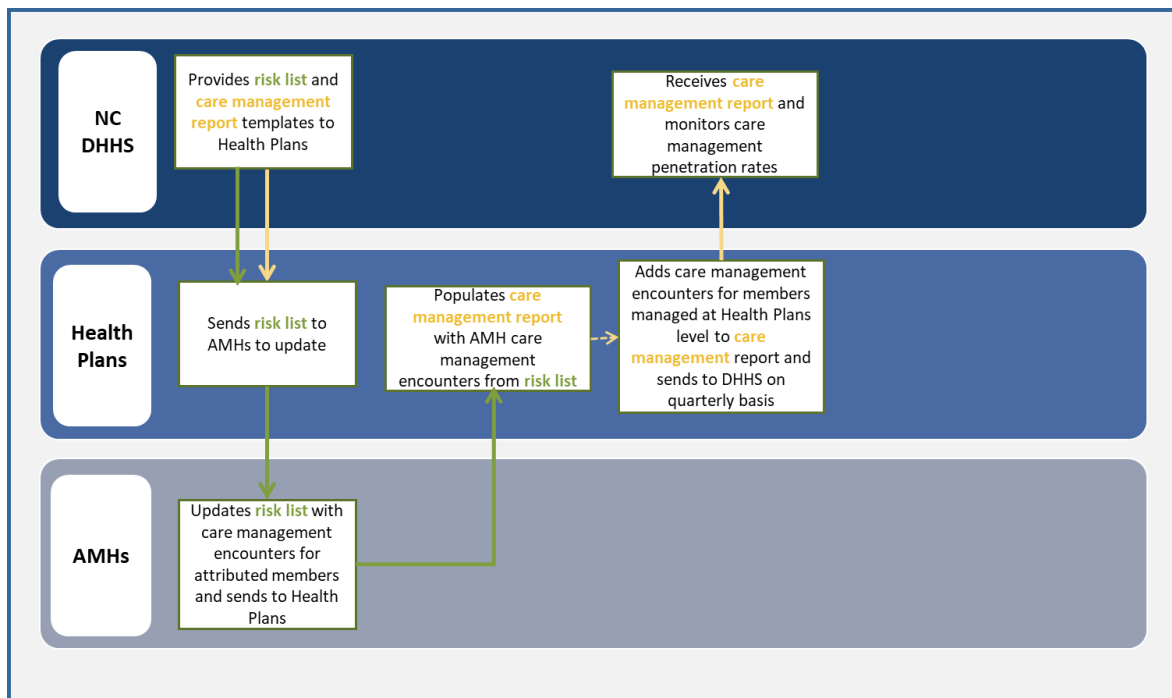 NC
DHHS
Provides risk list and
care management
report templates to
Health Plans
Receives care
management report and
monitors care
management
penetration rates
Health
Plans
Sends risk list to
AMHs to update
Populates care
management report
with AMH care
management
encounters from risk list
Adds care management
encounters for members
managed at Health Plans
level to care
management report and
sends to DHHS on
quarterly basis
AMHs
Updates risk list with
care management
encounters for
attributed members
and sends to Health
Plans